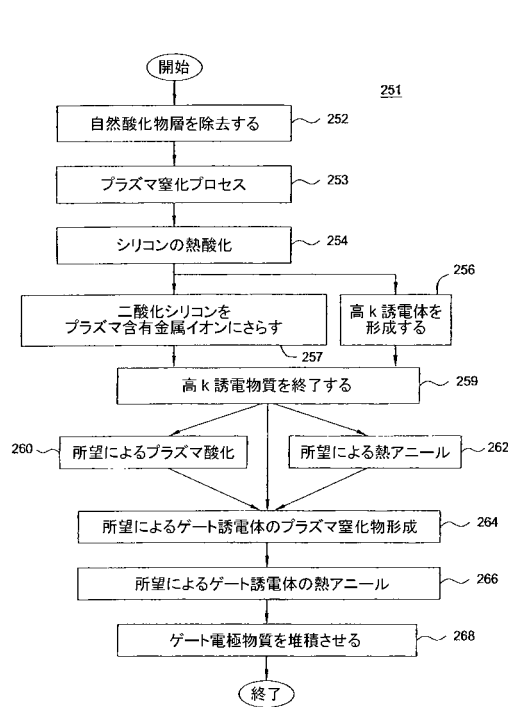 開始
251
自然酸化物層を除去する
252
プラズマ窒化プロセス
253
シリコンの熱酸化
254
256
二酸化シリコンを
プラズマ含有金属イオンにさらす
257
高k誘電体を
形成する
高k誘電物質を終了する
259
260
所望によるプラズマ酸化
所望による熱アニール
262
所望によるゲート誘電体のプラズマ窒化物形成
264
所望によるゲート誘電体の熱アニール
266
ゲート電極物質を堆積させる
268
終了